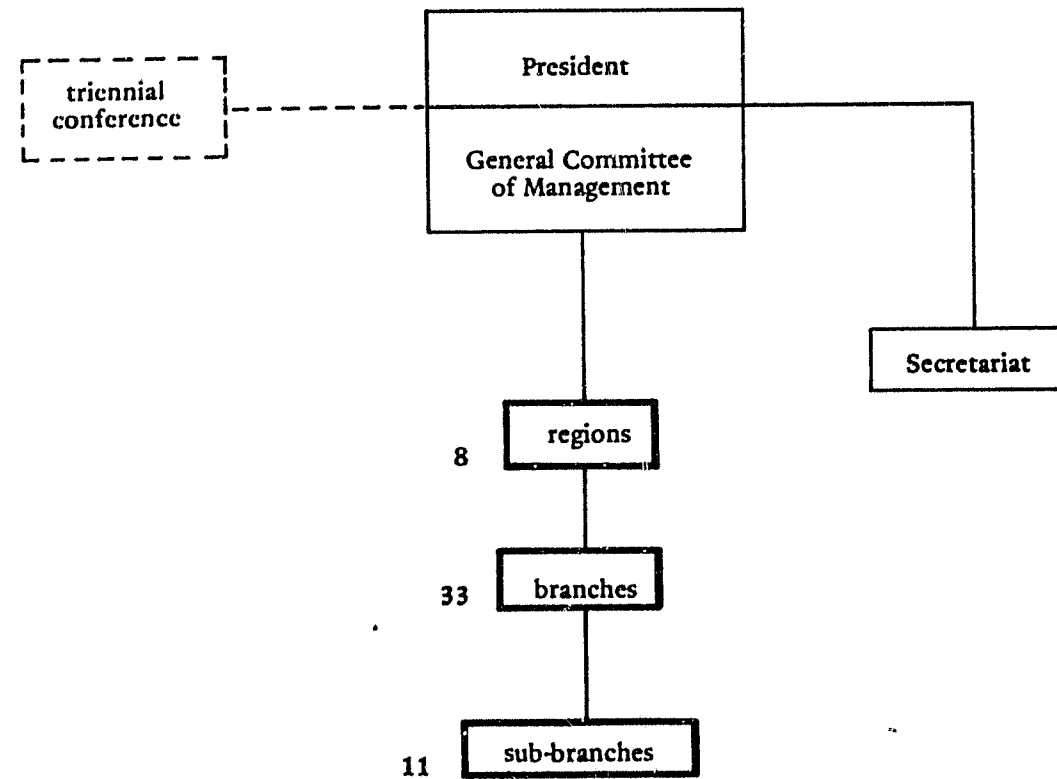 President
triennial
conference
General Committee
of Management
Secretariat
regions
8
branches
33
sub-branches
11